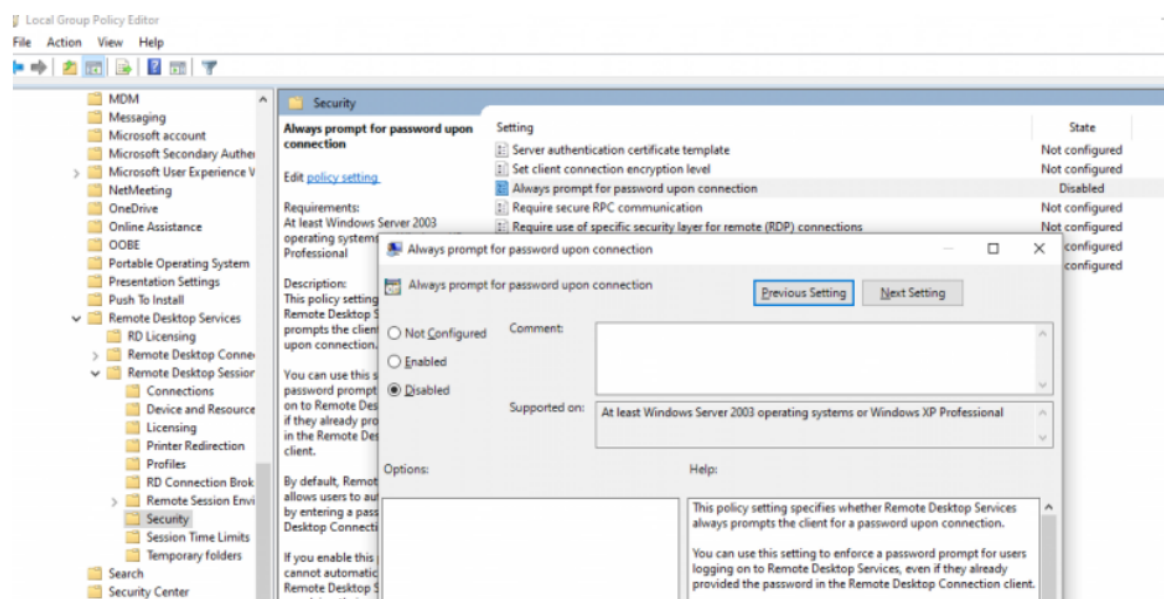 Local Group Policy Editor
File Action View Help
MDM
Messaging
Microsoft account
Microsoft Secondary Authe
Microsoft User Experience V
NetMeeting
OneDrive
Online Assistance
OOBE
Portable Operating System
Presentation Settings
Push To Install
Remote Desktop Services
RD Licensing
Remote Desktop Conne
Remote Desktop Session
Connections
Device and Resource
Licensing
Printer Redirection
Profiles
RD Connection Brok
Remote Session Envi
Security
Session Time Limits
Temporary folders
Search
Security Center
Security
Always prompt for password upon
connection
Edit policy setting
Requirements:
At least Windows Server 2003
operating systems
Professional
Description:
This policy setting
Remote Desktop S
prompts the clien
upon connection.
You can use this s
password prompt
on to Remote Des
if they already pro
in the Remote Des
client.
By default, Remot
allows users to au
by entering a pass
Desktop Connecti
If you enable this
cannot automatic
Remote Desktop S
Setting State
Server authentication certificate template Not configured
Set client connection encryption level Not configured
Always prompt for password upon connection Disabled
Require secure RPC communication Not configured
Require use of specific security layer for remote (RDP) connections Not configured
configured
configured
Always prompt for password upon connection
Always prompt for password upon connection
Previous Setting Next Setting
Not Configured
Enabled
Disabled
Comment:
Supported on:
At least Windows Server 2003 operating systems or Windows XP Professional
Options:
Help:
This policy setting specifies whether Remote Desktop Services
always prompts the client for a password upon connection.
You can use this setting to enforce a password prompt for users
logging on to Remote Desktop Services, even if they already
provided the password in the Remote Desktop Connection client.